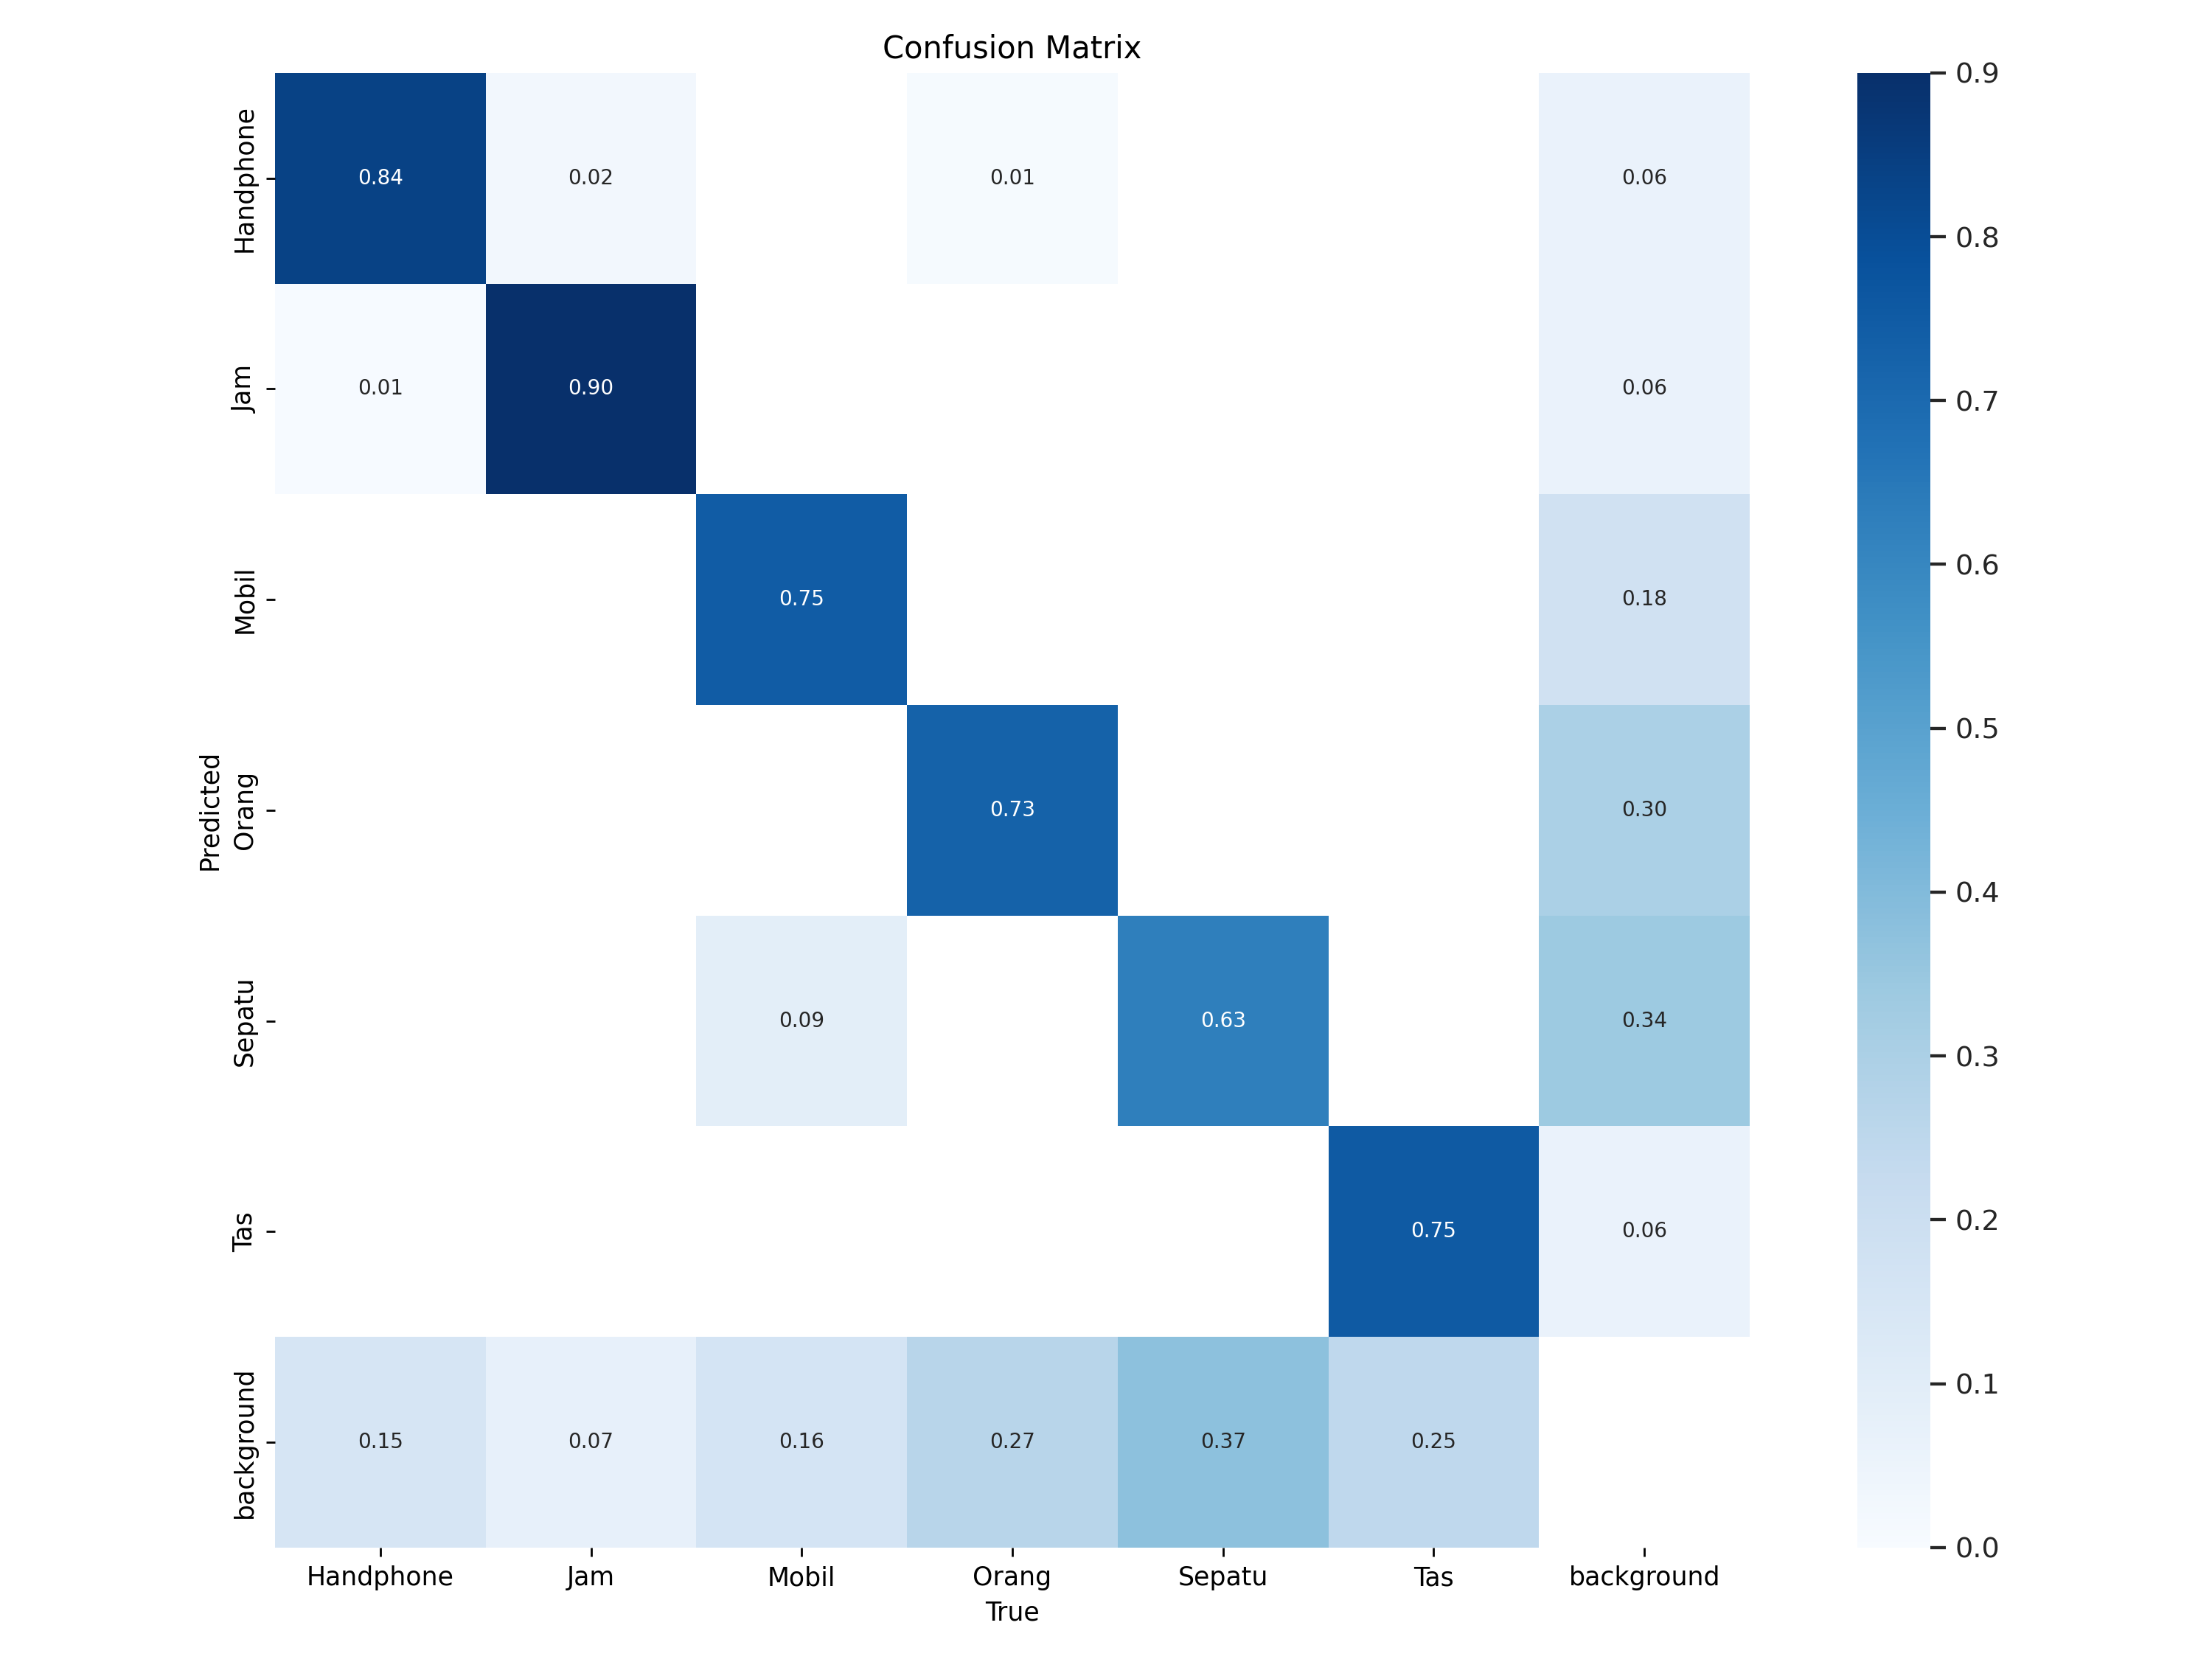 Confusion Matrix
Predicted
Handphone
0.84 0.02 0.01 0.06
Jam
0.01 0.90 0.06
Mobil
0.75 0.18
Orang
0.73 0.30
Sepatu
0.09 0.63 0.34
Tas
0.75 0.06
background
0.15 0.07 0.16 0.27 0.37 0.25
Handphone Jam Mobil Orang Sepatu Tas background
True
0.9
0.8
0.7
0.6
0.5
0.4
0.3
0.2
0.1
0.0